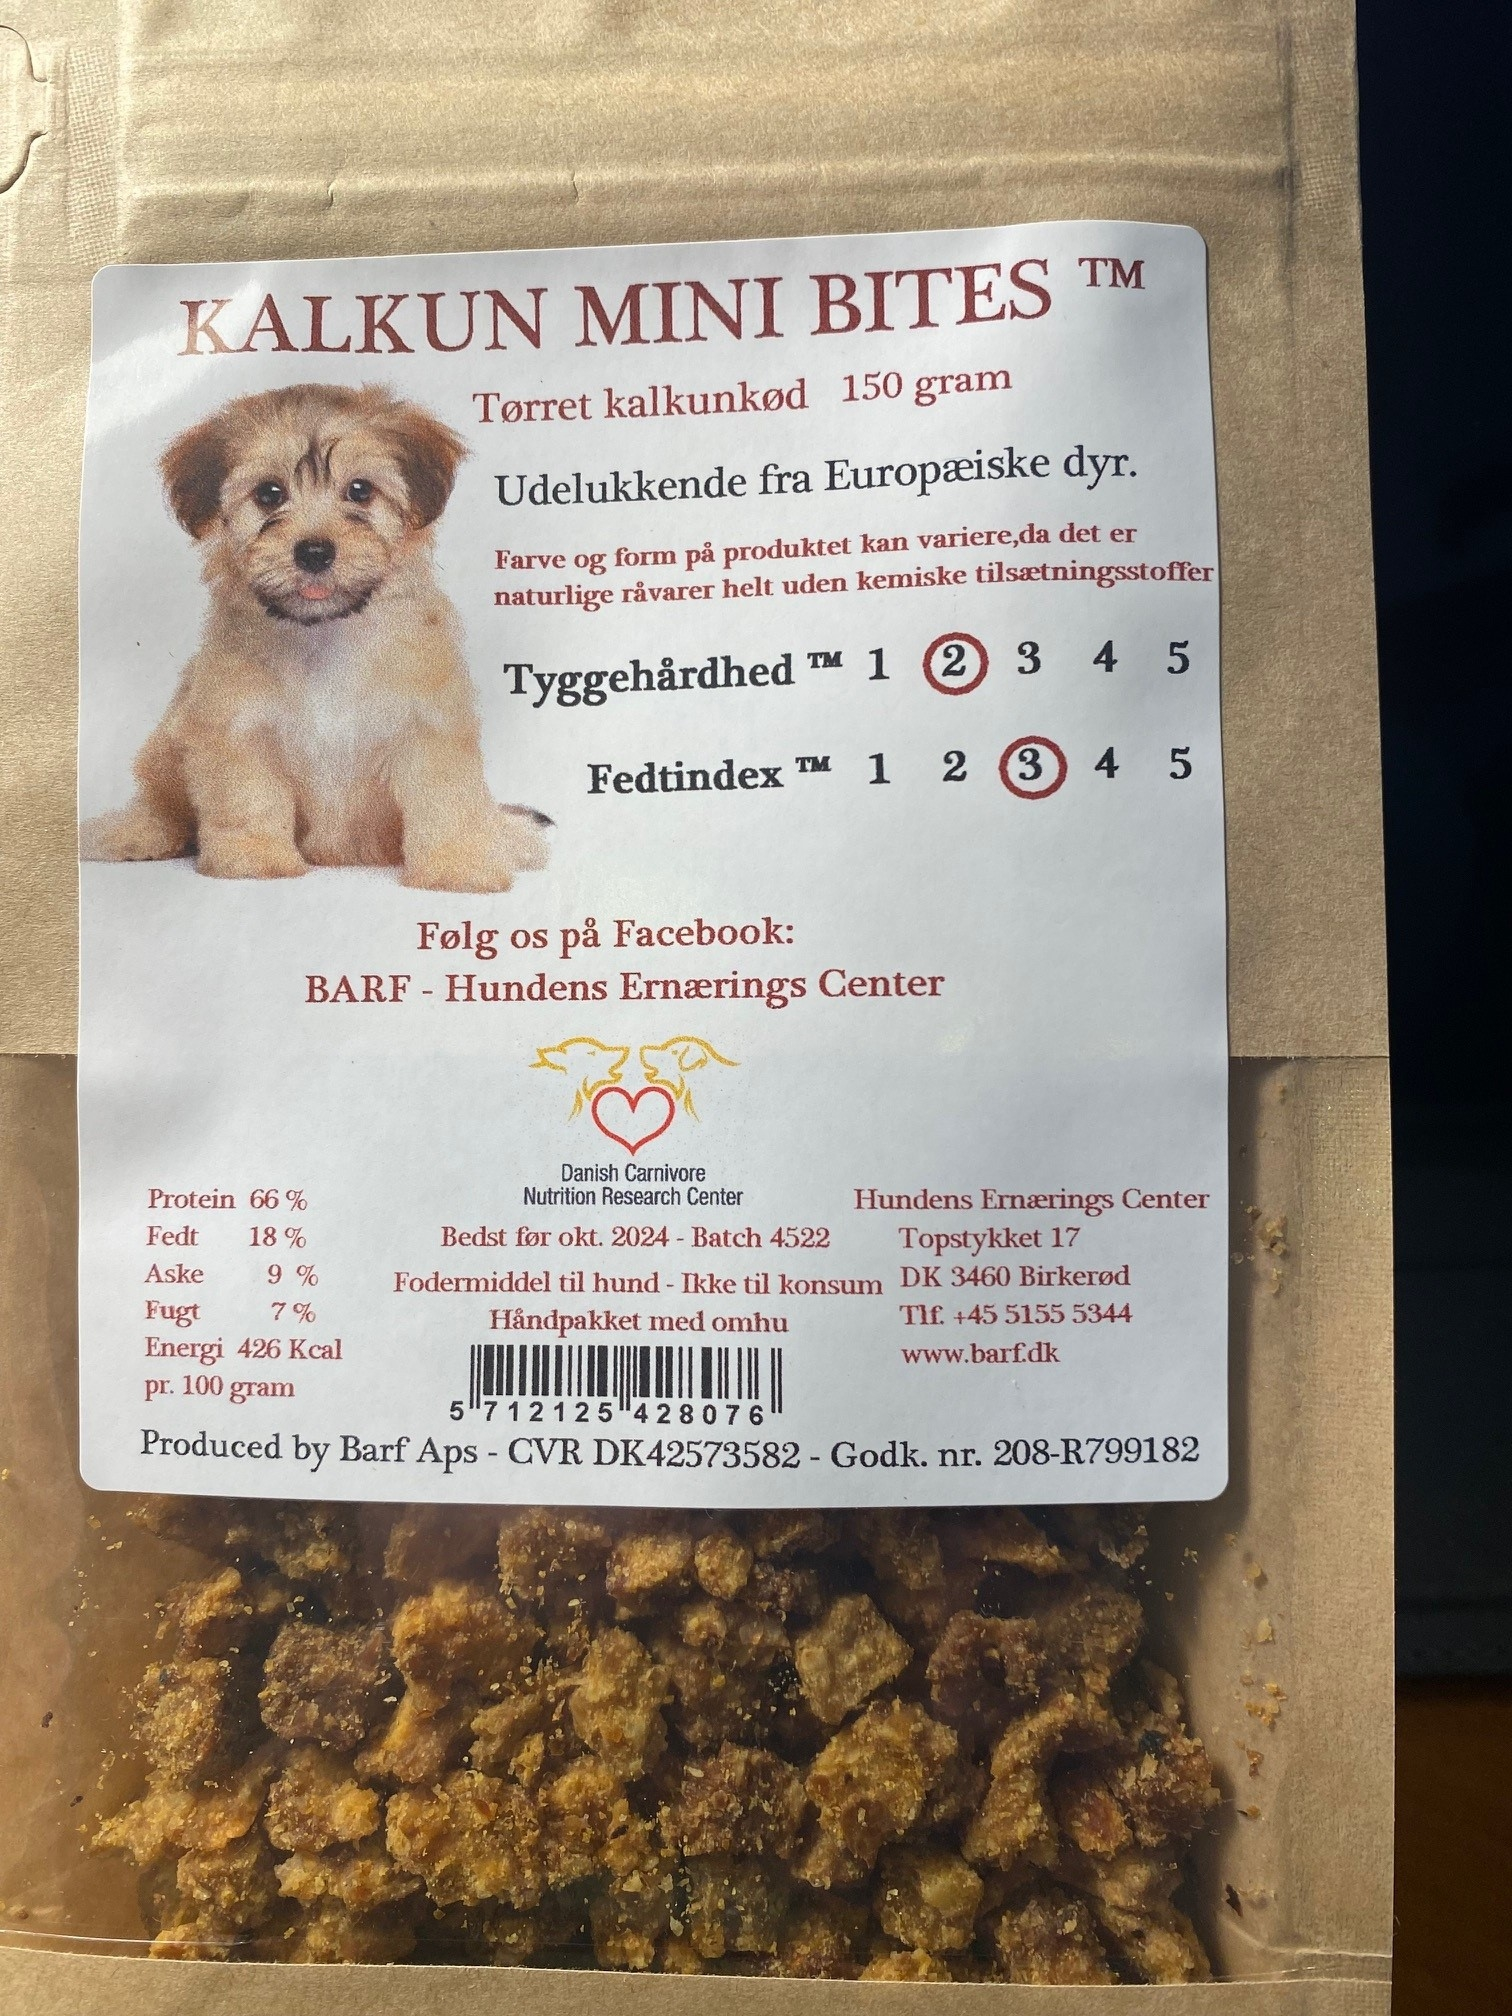 KALKUN MINI BITES ™
Tørret kalkunkød 150 gram
Udelukkende fra Europæiske dyr.
Farve og form på produktet kan variere,da det er
naturlige råvarer helt uden kemiske tilsætningsstoffer
Tyggehårdhed ™ 1 2 3 4 5
Fedtindex ™ 1 2 3 4 5
Følg os på Facebook:
BARF - Hundens Ernærings Center
Danish Carnivore
Nutrition Research Center
Protein 66 %
Fedt 18 %
Aske 9 %
Fugt 7 %
Energi 426 Kcal
pr. 100 gram
Bedst før okt. 2024 - Batch 4522
Fodermiddel til hund - Ikke til konsum
Håndpakket med omhu
5 712125 428076
Hundens Ernærings Center
Topstykket 17
DK 3460 Birkerød
Tlf. +45 5155 5344
www.barf.dk
Produced by Barf Aps - CVR DK42573582 - Godk. nr. 208-R799182